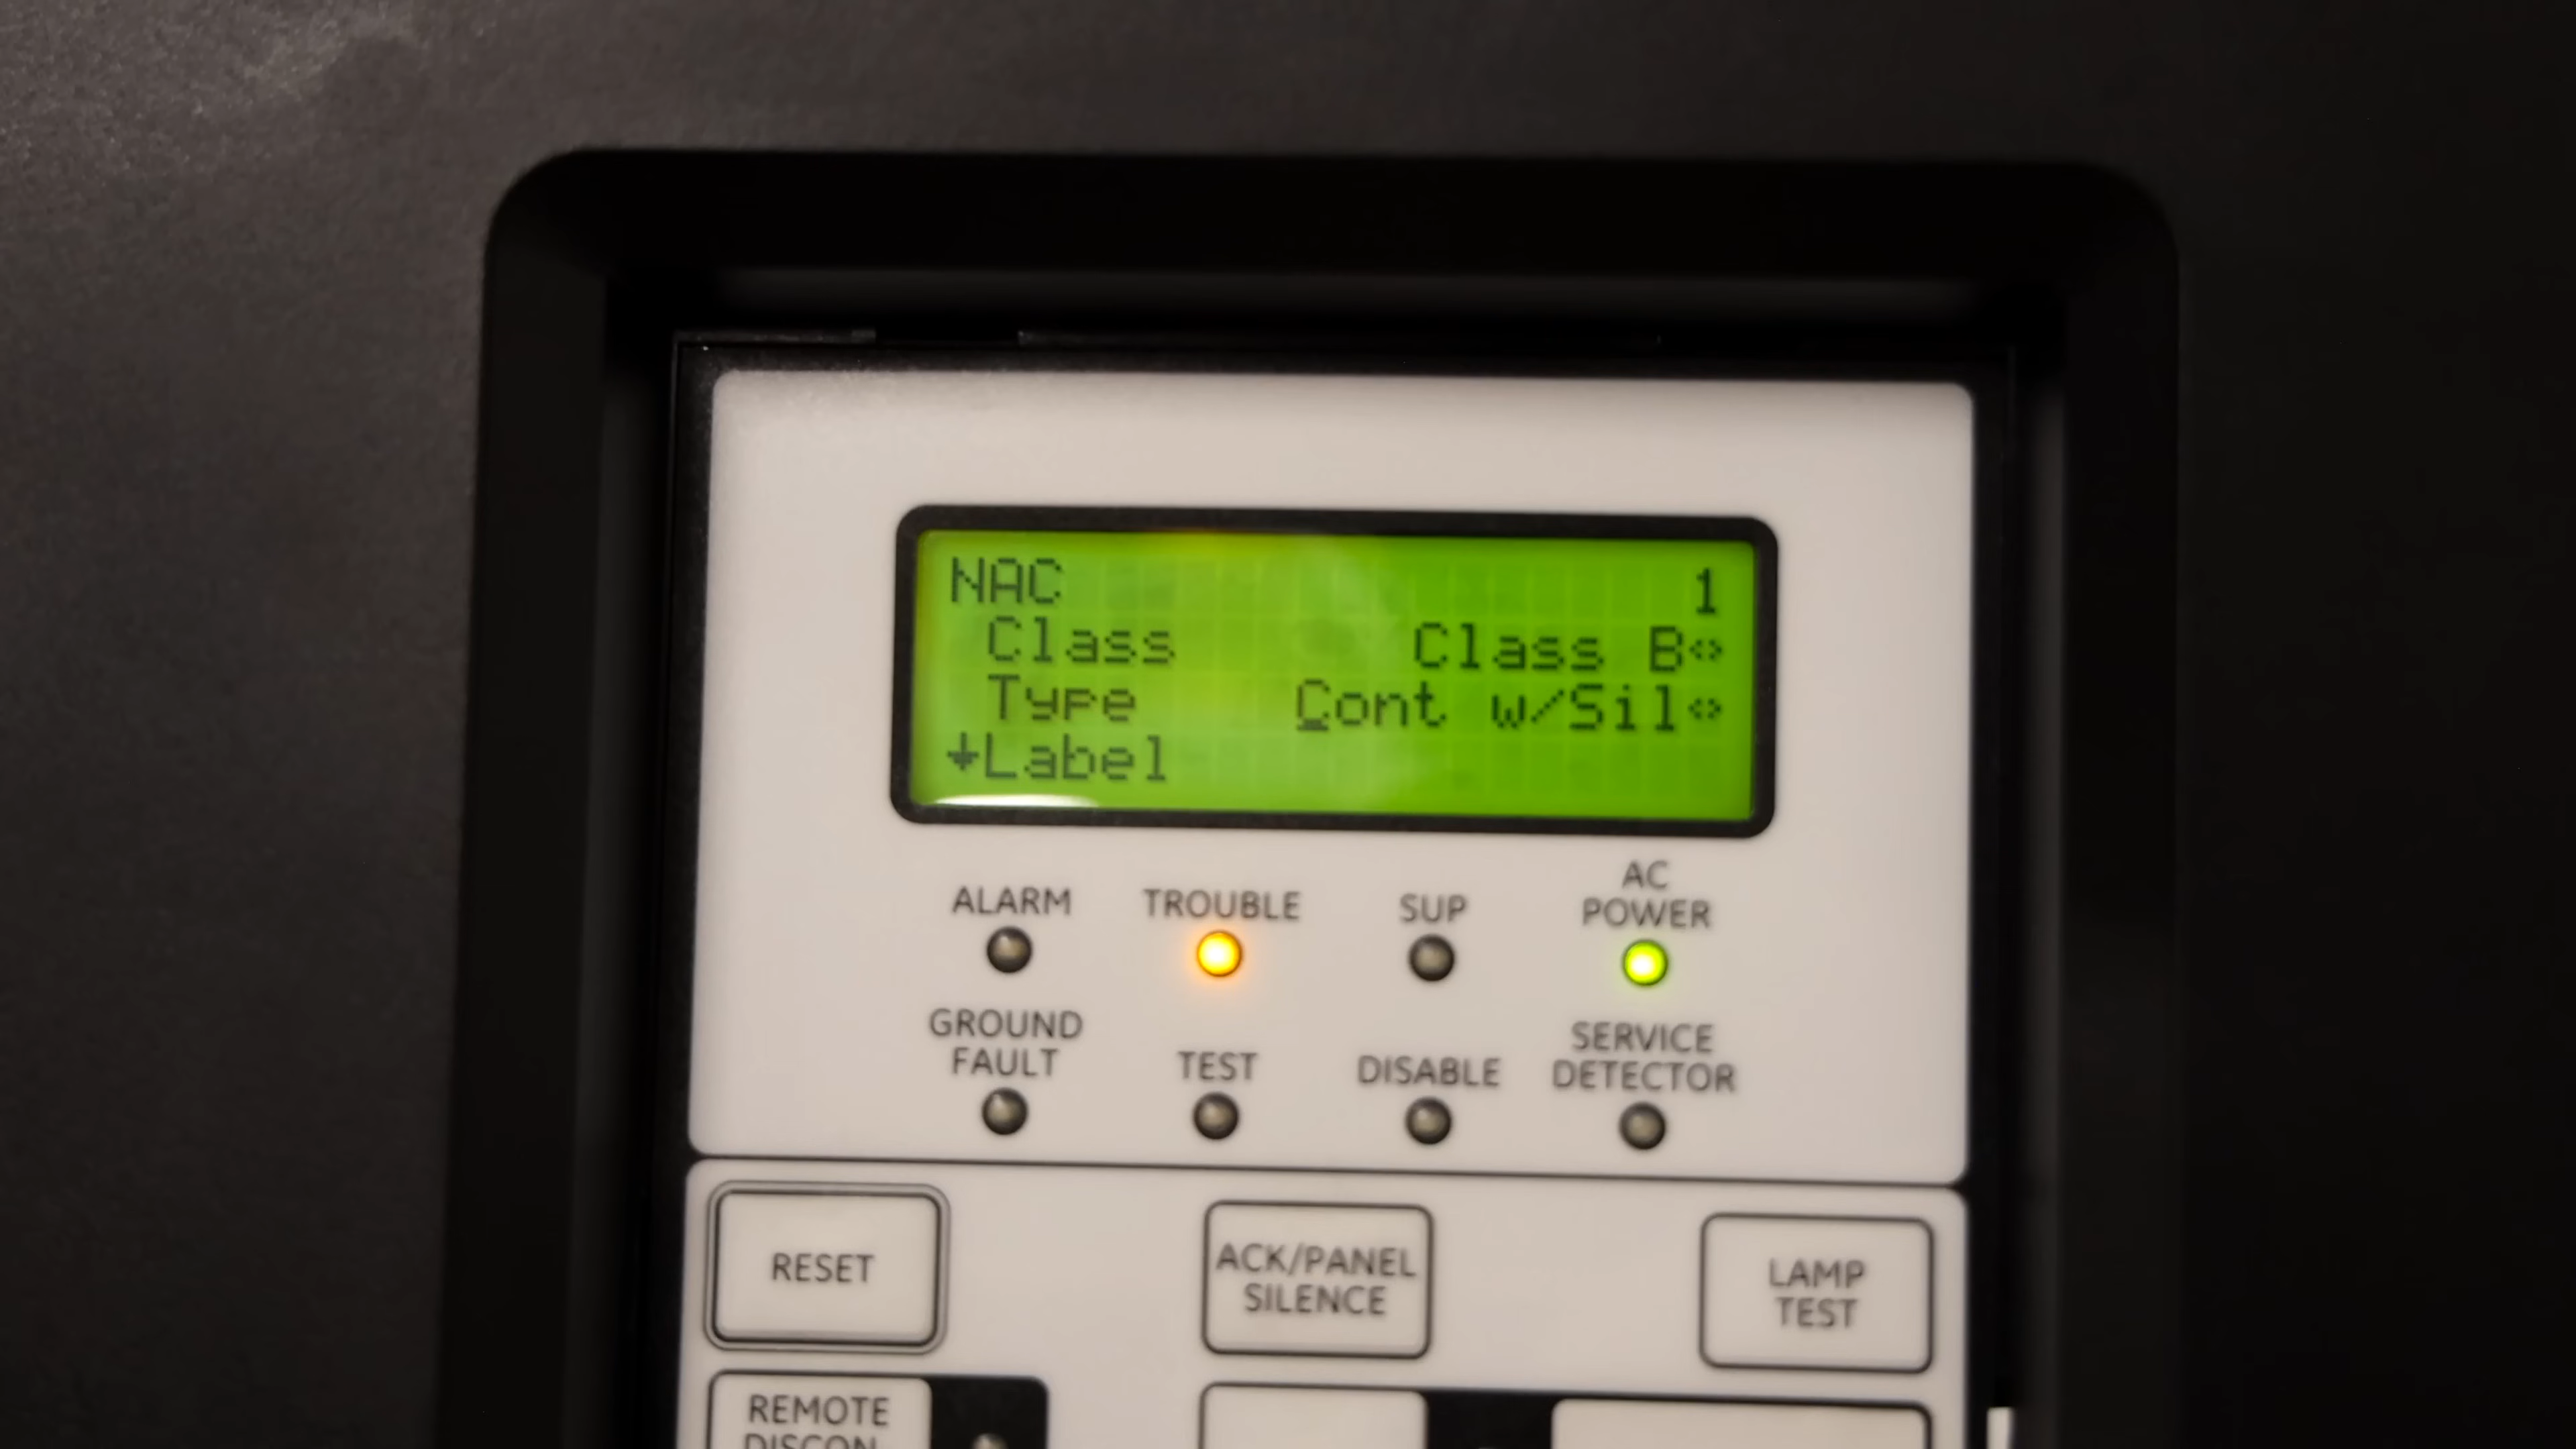 NAC 1
Class Class B
Type Cont w/Sil
Label
ALARM TROUBLE SUP AC POWER
GROUND FAULT TEST DISABLE SERVICE DETECTOR
RESET ACK/PANEL SILENCE LAMP TEST
REMOTE
DISCON.